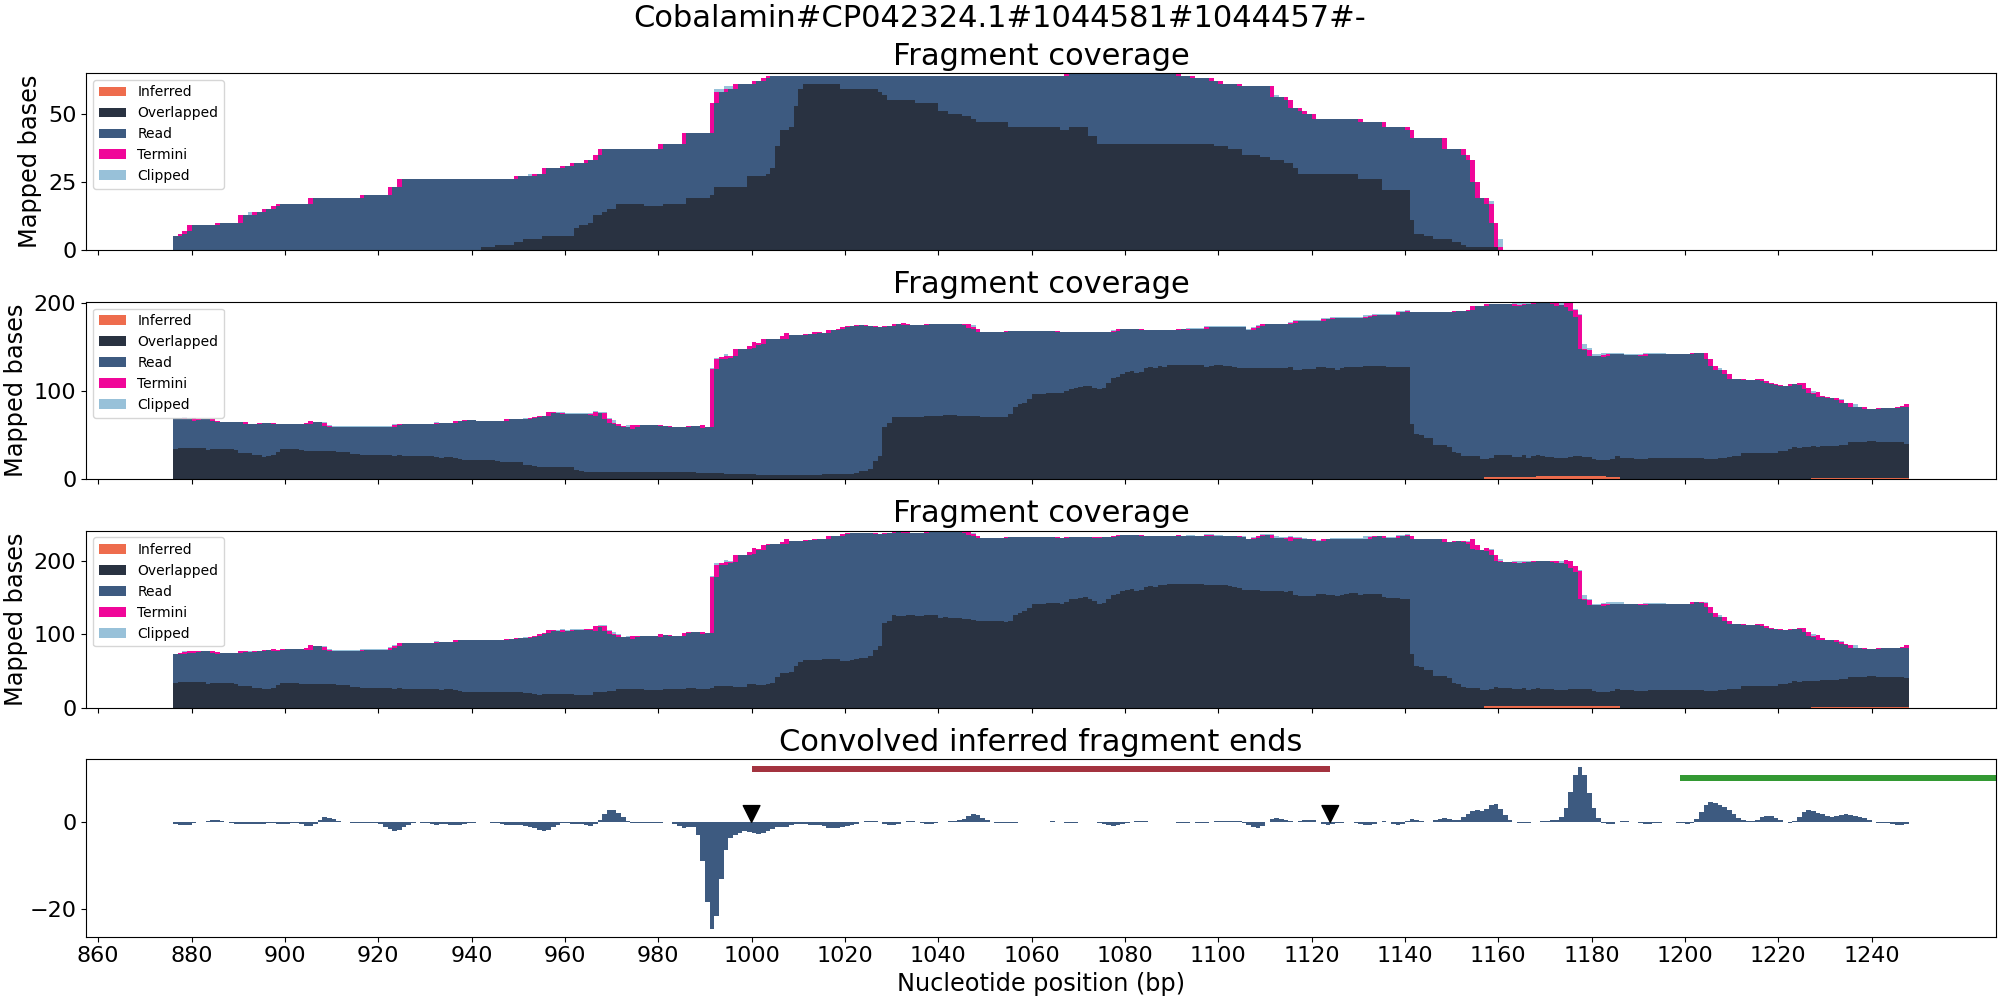 Cobalamin#CP042324.1#1044581#1044457#-
Fragment coverage
Mapped bases
50
25
0
Inferred
Overlapped
Read
Termini
Clipped
Fragment coverage
Mapped bases
200
100
0
Inferred
Overlapped
Read
Termini
Clipped
Fragment coverage
Mapped bases
200
100
0
Inferred
Overlapped
Read
Termini
Clipped
Convolved inferred fragment ends
0
−20
860 880 900 920 940 960 980 1000 1020 1040 1060 1080 1100 1120 1140 1160 1180 1200 1220 1240
Nucleotide position (bp)